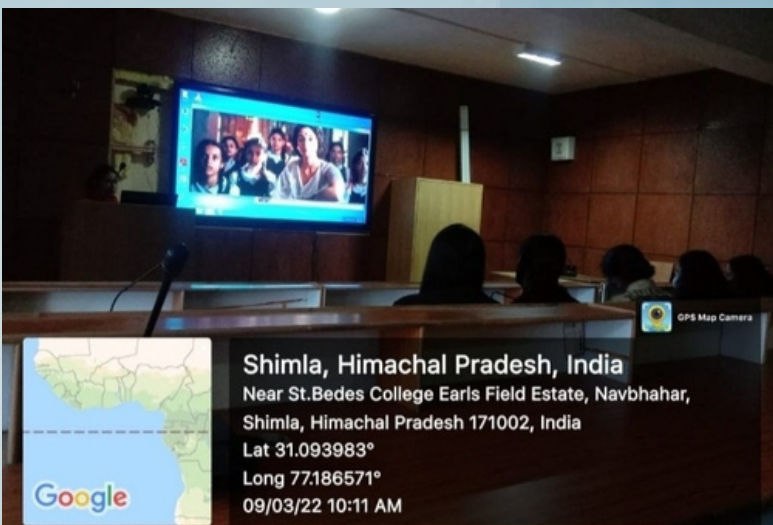 GPS Map Camera
Shimla, Himachal Pradesh, India
Near St.Bedes College Earls Field Estate, Navbhahar,
Shimla, Himachal Pradesh 171002, India
Lat 31.093983°
Long 77.186571°
09/03/22 10:11 AM
Google